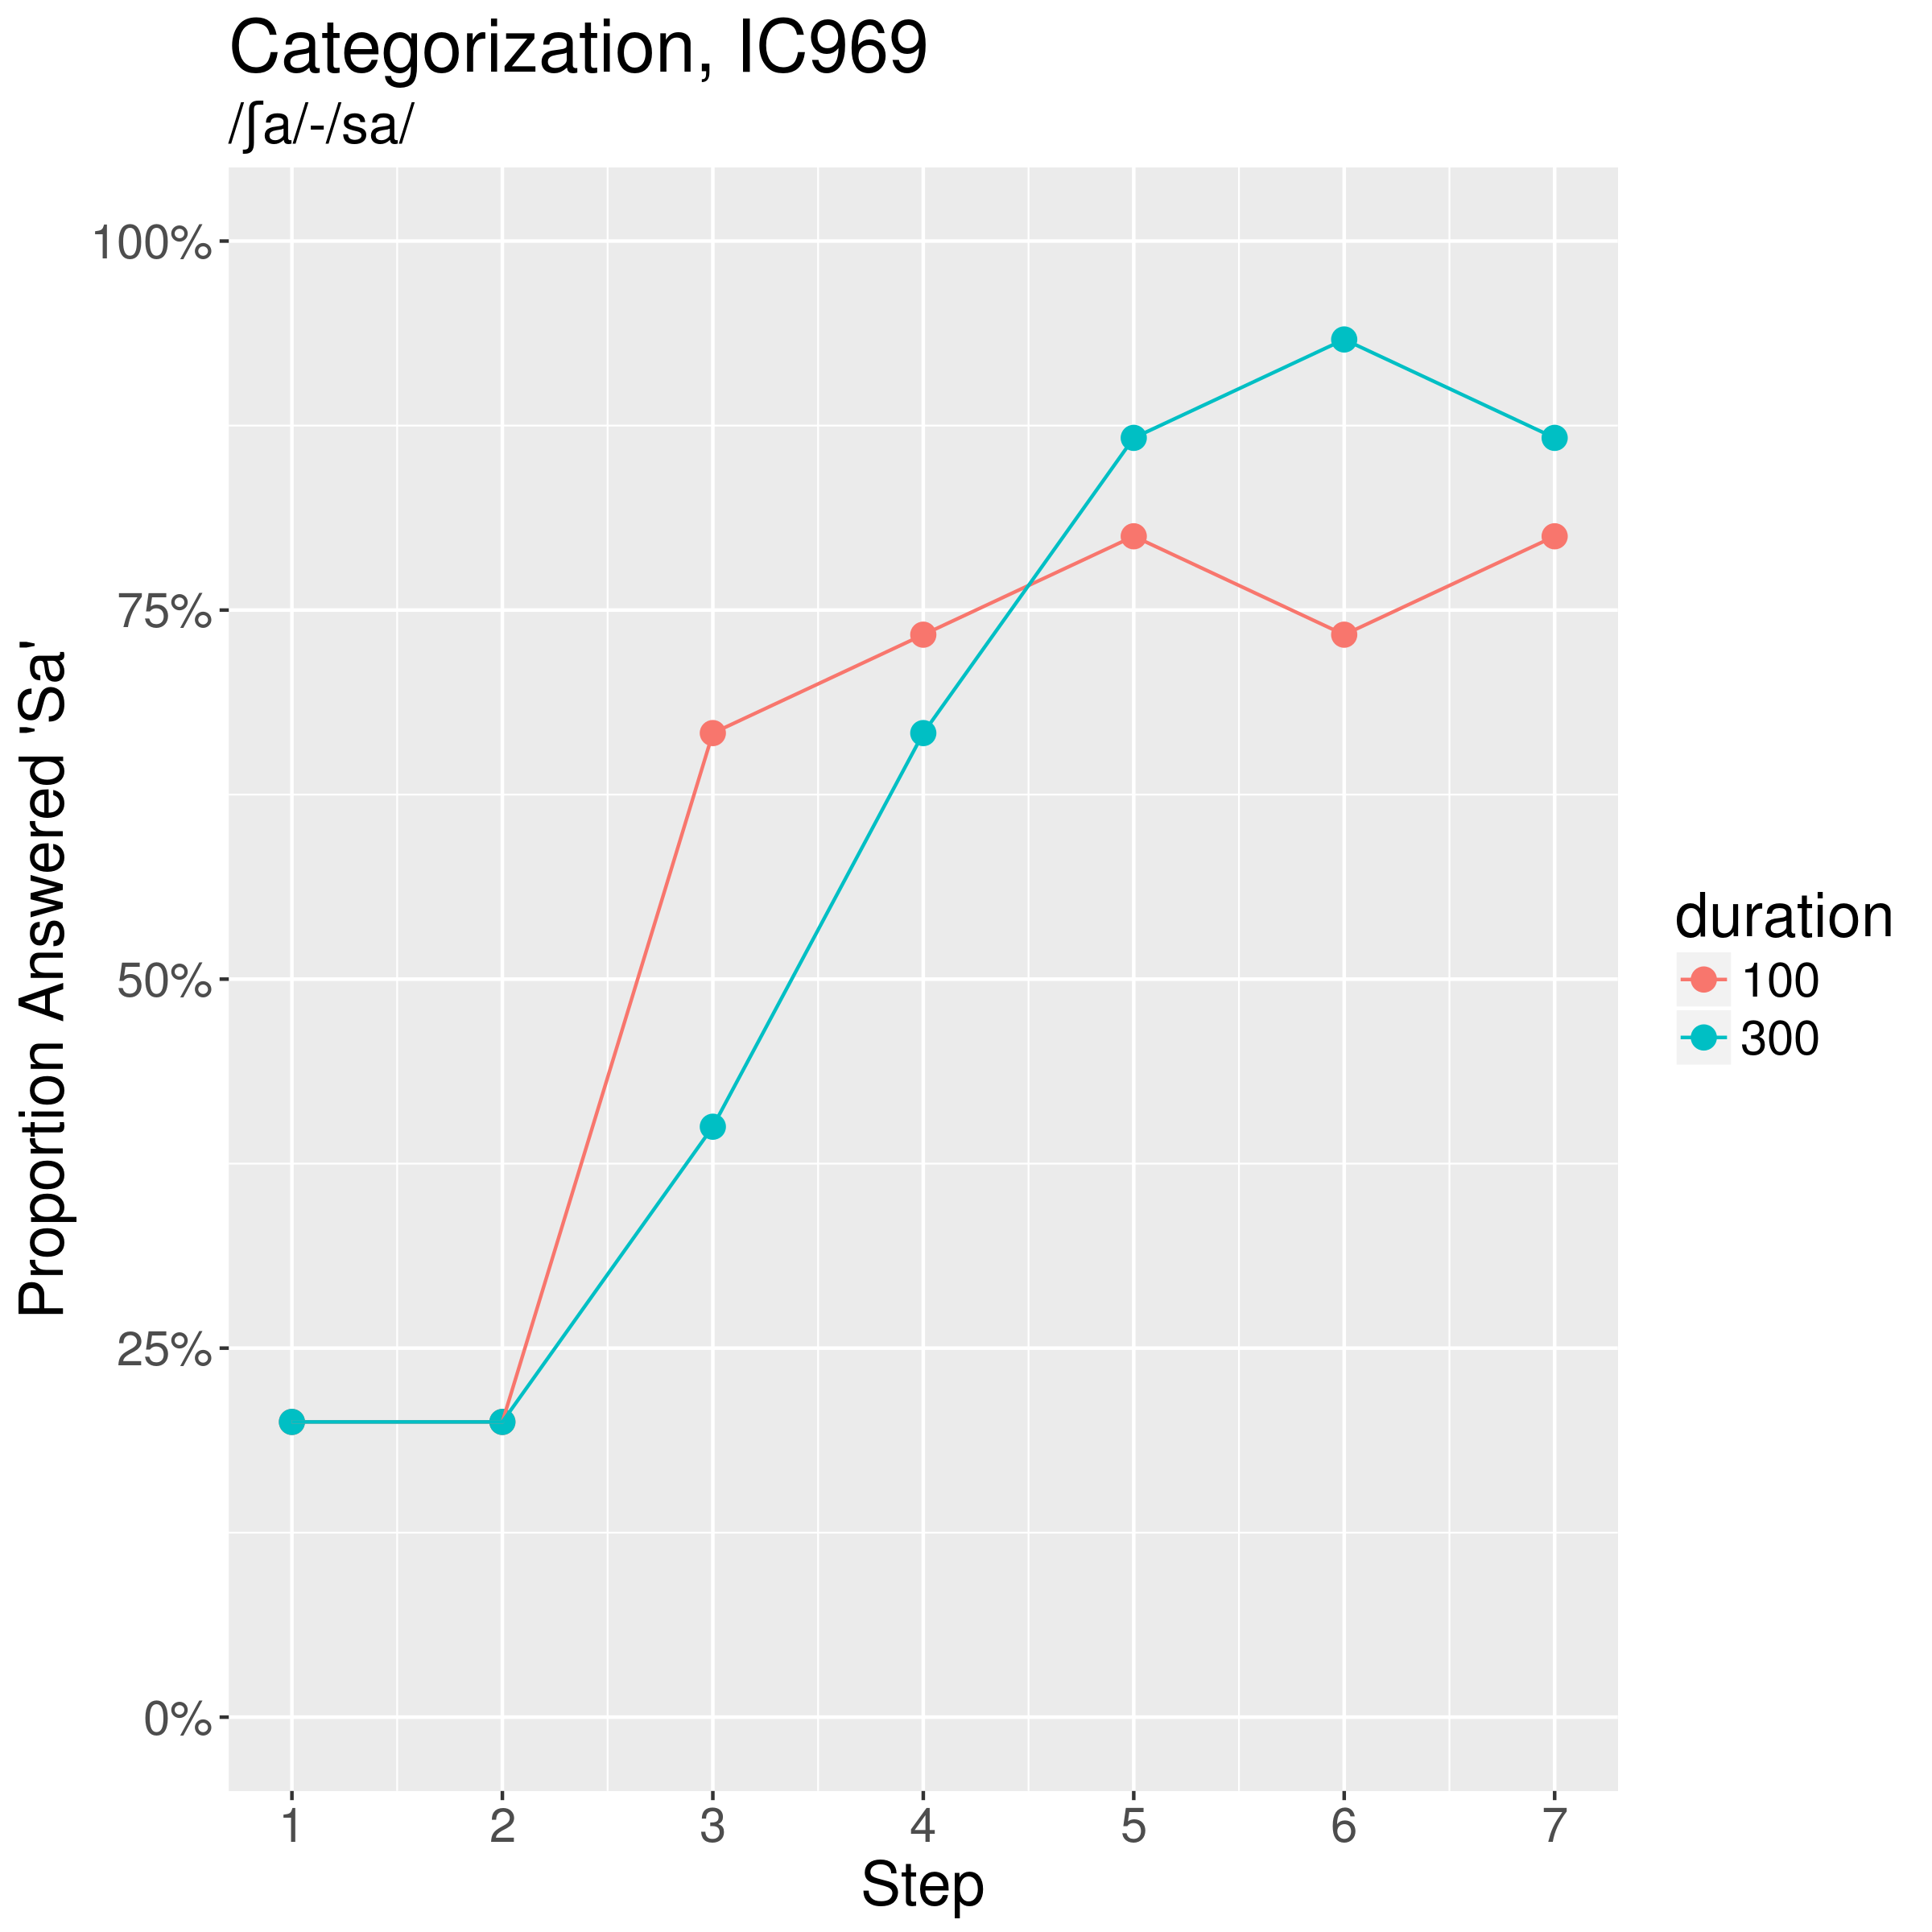 Categorization, IC969
/ʃa/-/sa/
Proportion Answered 'Sa'
100%
75%
50%
25%
0%
1 2 3 4 5 6 7
Step
duration
100
300